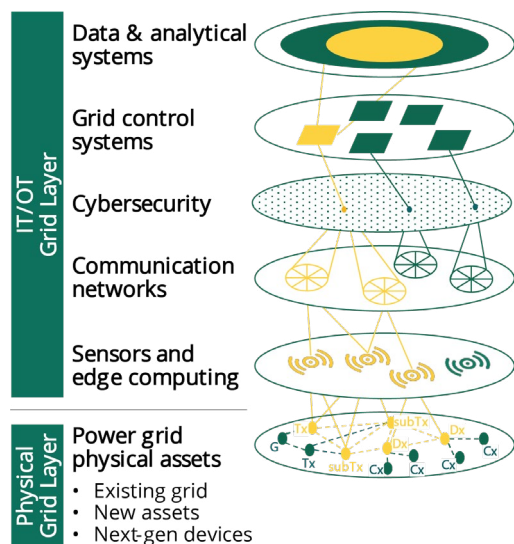 IT/OT
Grid Layer
Data & analytical
systems
Grid control
systems
Cybersecurity
Communication
networks
Sensors and
edge computing
Physical
Grid Layer
Power grid
physical assets
• Existing grid
• New assets
• Next-gen devices
Tx
subTx
Dx
G
Tx
subTx
Dx
Cx
Cx
Cx
Cx